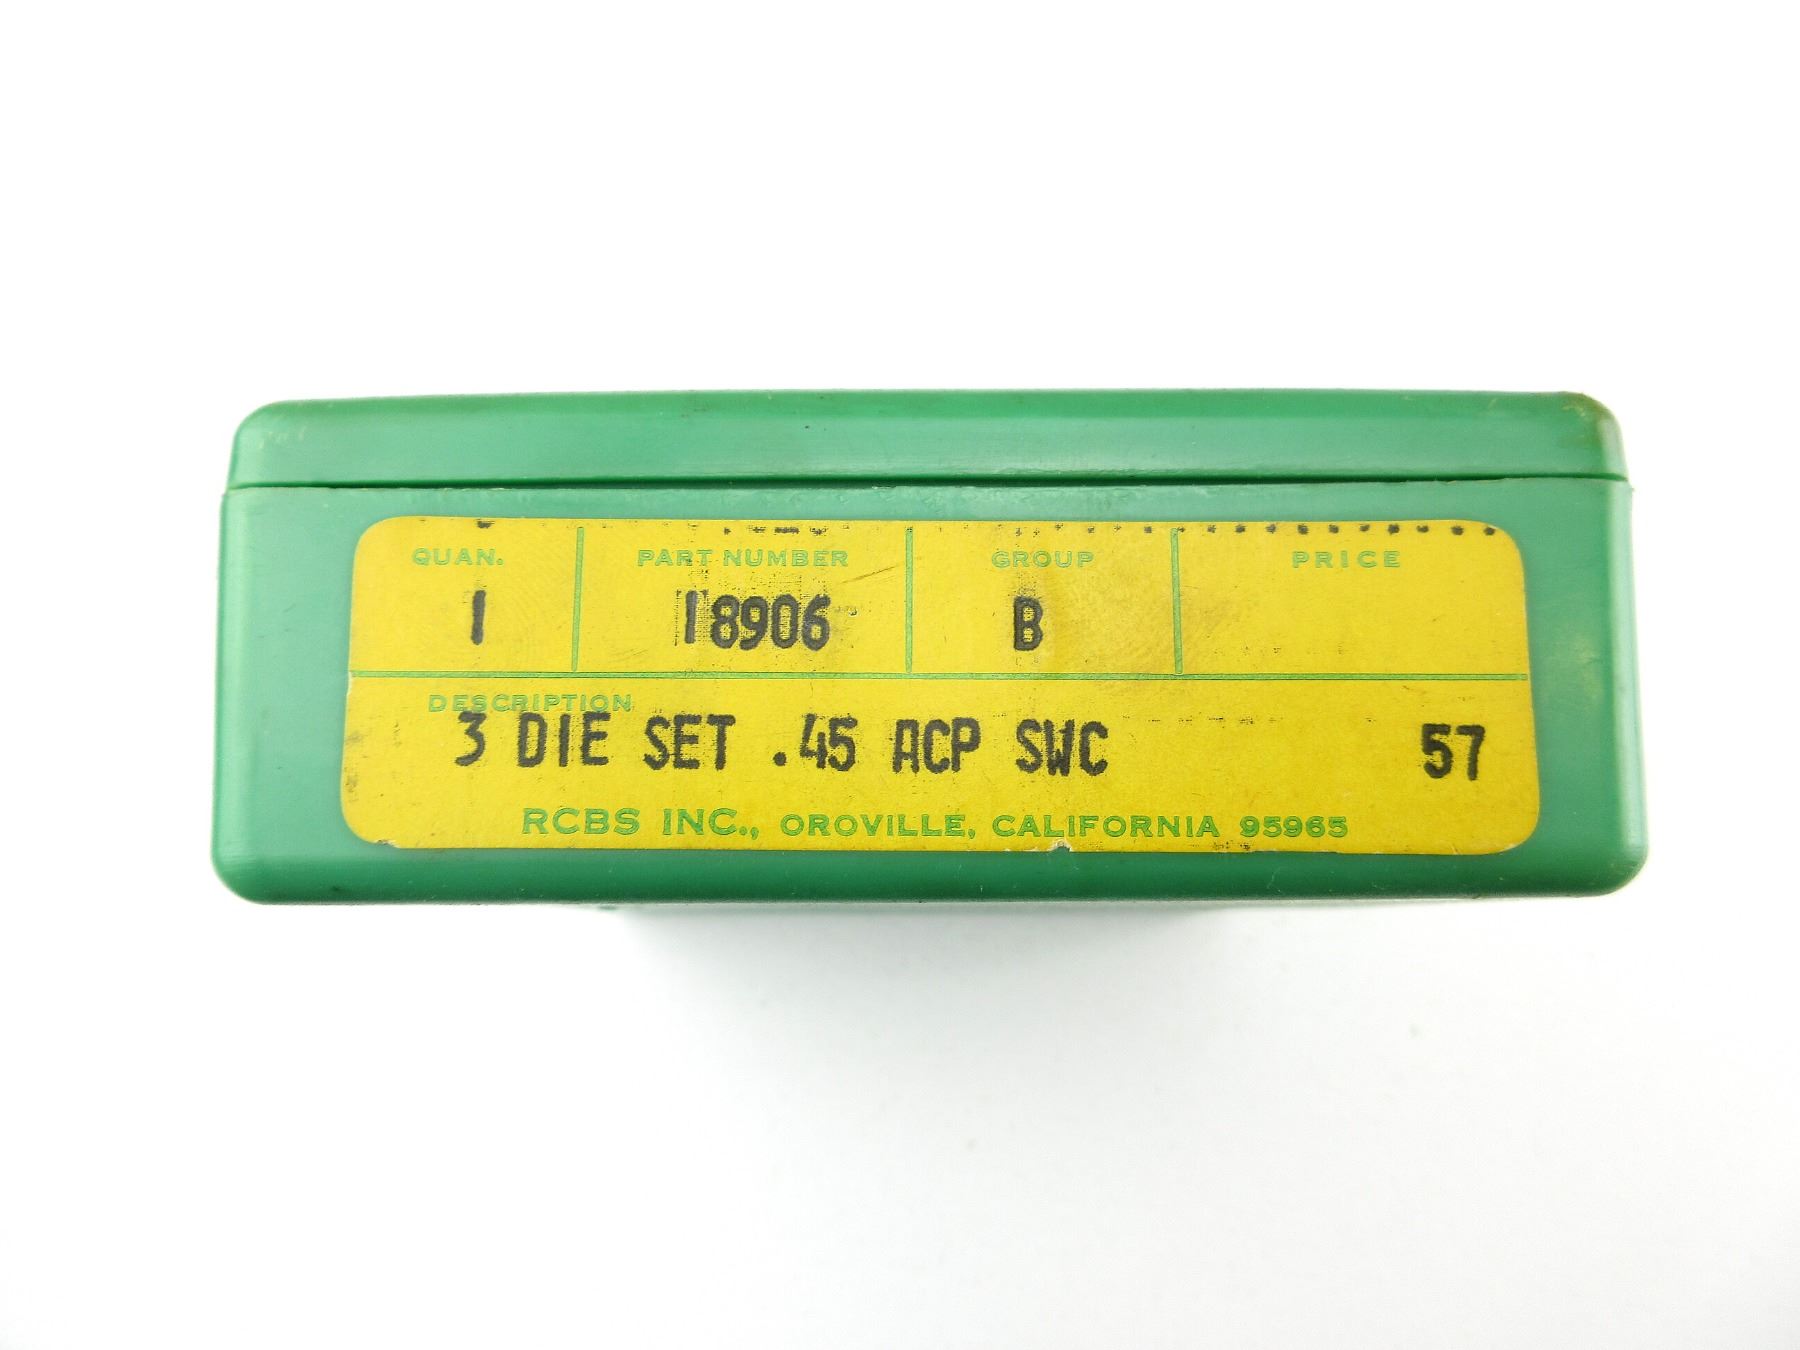 QUAN. PART NUMBER GROUP PRICE
1 18906 B
DESCRIPTION
3 DIE SET .45 ACP SWC 57
RCBS INC., OROVILLE, CALIFORNIA 95965